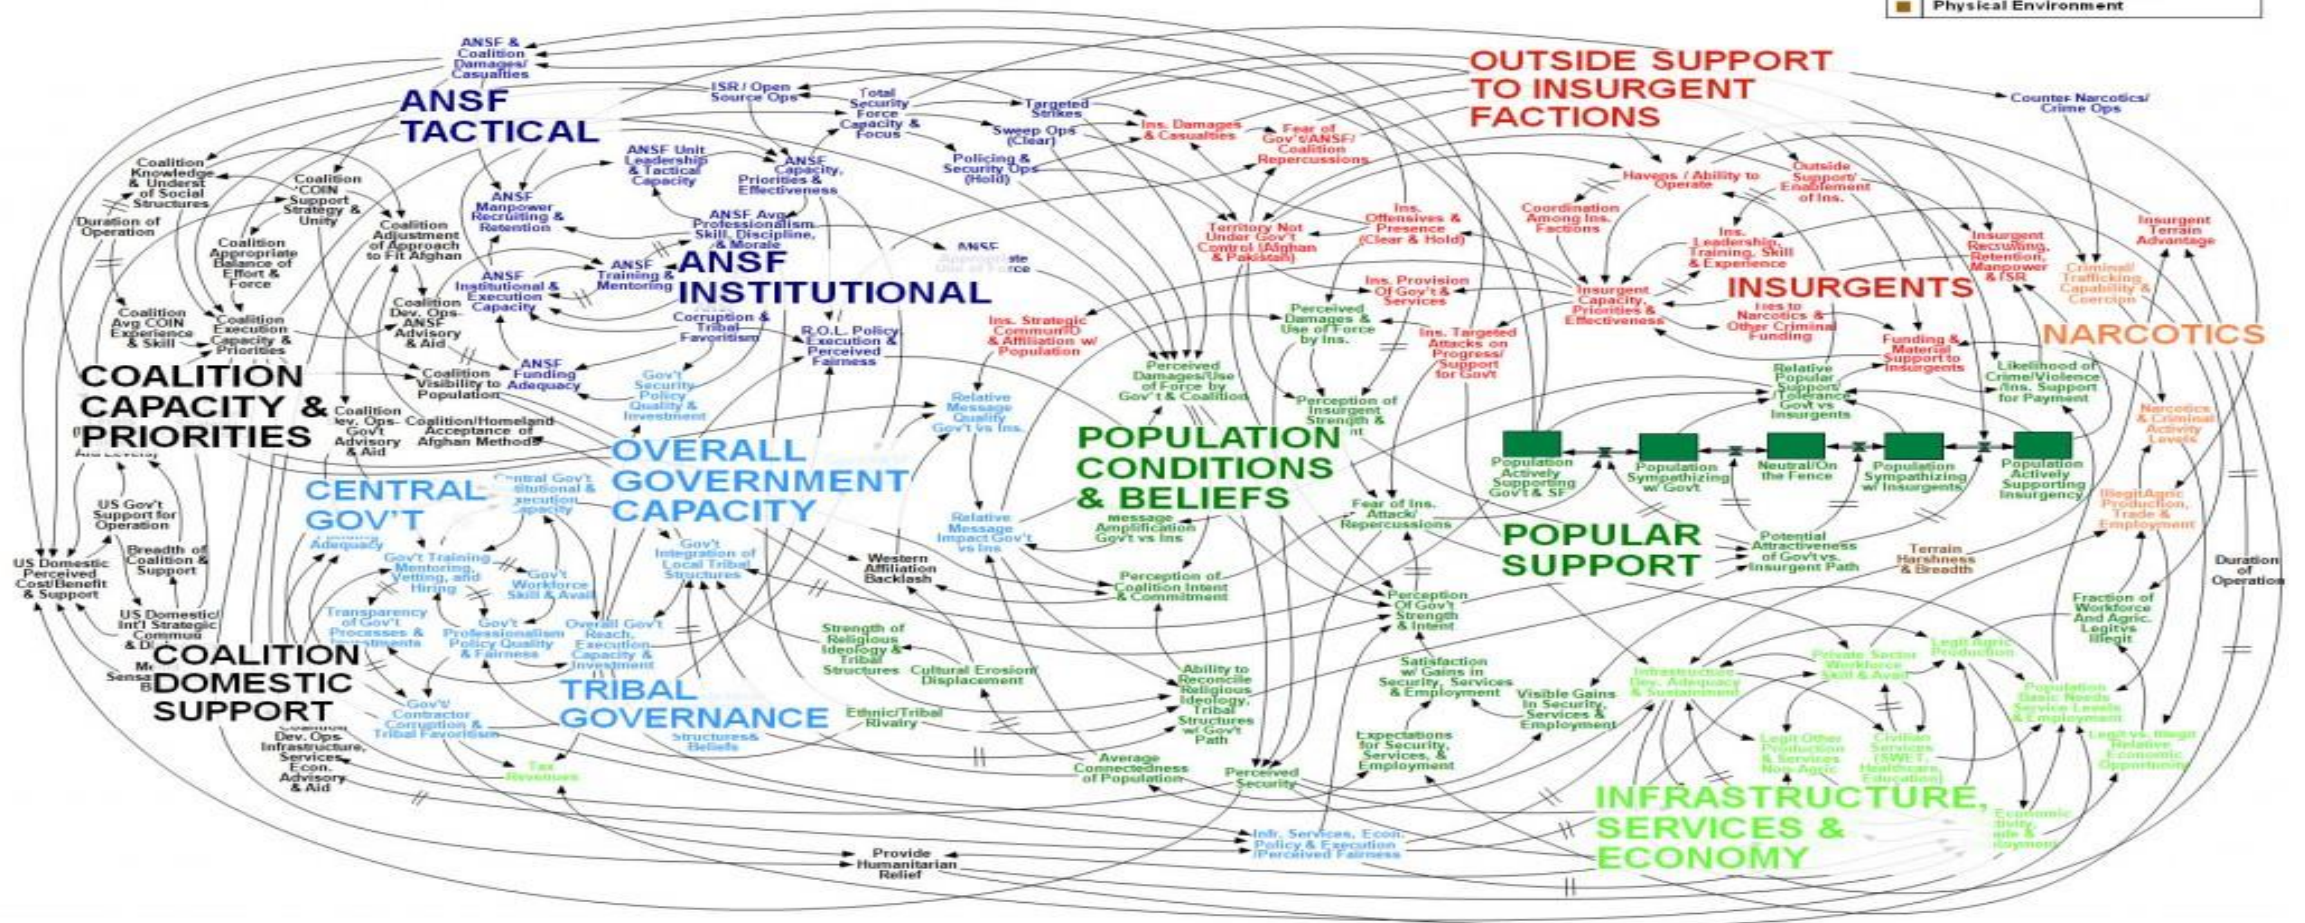 Physical Environment
ANSF &
Coalition
Damages/
Casualties
OUTSIDE SUPPORT
TO INSURGENT
FACTIONS
ANSF
TACTICAL
ISR / Open
Source Ops
Total
Security
Force
Capacity &
Focus
Targeted
Strikes
Sweep Ops
(Clear)
Policing &
Security Ops
(Hold)
Ins. Damages
& Casualties
Fear of
Gov't/ANSF/
Coalition
Repercussions
Counter Narcotics/
Crime Ops
Coalition
Knowledge
& Underst
of Social
Structures
Coalition
COIN
Support
Strategy &
Unity
Duration of
Operation
Coalition
Adjustment
of Approach
to Fit Afghan
Coalition
Appropriate
Balance of
Effort &
Force
Coalition
Avg COIN
Experience
& Skill
Coalition
Execution
Capacity &
Priorities
Coalition
Dev. Ops-
ANSF
Advisory
& Aid
ANSF Unit
Leadership
& Tactical
Capacity
ANSF
Capacity,
Priorities &
Effectiveness
ANSF
Manpower
Recruiting &
Retention
ANSF Avg
Professionalism
Skill, Discipline,
& Morale
ANSF
Training &
Mentoring
ANSF
Institutional &
Execution
Capacity
ANSF
INSTITUTIONAL
ANSF
Corruption &
Tribal
Favoritism
R.O.L. Policy
Execution &
Perceived
Fairness
ANSF
Funding
Adequacy
Territory Not
Under Gov't
Control (Afghan
& Pakistan)
Ins.
Offensives &
Presence
(Clear & Hold)
Ins. Provision
Of Gov't &
Services
Havens / Ability to
Operate
Outside
Support/
Enablement
of Ins.
Coordination
Among Ins.
Factions
Ins.
Leadership,
Training, Skill
& Experience
Insurgent
Recruiting,
Retention,
Manpower
& ISR
Insurgent
Terrain
Advantage
Criminal/
Trafficking
Capability &
Coercion
Insurgent
Capacity,
Priorities &
Effectiveness
INSURGENTS
Ties to
Narcotics &
Other Criminal
Funding
Funding &
Material
Support to
Insurgents
NARCOTICS
Ins. Strategic
Commun/IO
& Affiliation w/
Population
Perceived
Damages &
Use of Force
by Ins.
Ins. Targeted
Attacks on
Progress/
Support
for Gov't
COALITION
CAPACITY &
PRIORITIES
Coalition
Visibility to
Population
Coalition
Dev. Ops-
Gov't
Advisory
& Aid
Coalition/Homeland
Acceptance of
Afghan Methods
Gov't
Security
Policy
Quality &
Investment
Relative
Message
Quality
Gov't vs Ins.
Perceived
Damages/Use
of Force by
Gov't & Coalition
Perception of
Insurgent
Strength &
Relative
Popular
Support/
Tolerance
Gov't vs
Insurgents
Likelihood of
Crime/Violence
/Ins. Support
for Payment
Narcotics
& Criminal
Activity
Levels
OVERALL
GOVERNMENT
CAPACITY
POPULATION
CONDITIONS
& BELIEFS
Population
Actively
Supporting
Gov't & SF
Population
Sympathizing
w/ Gov't
Neutral/On
the Fence
Population
Sympathizing
w/ Insurgents
Population
Actively
Supporting
Insurgency
CENTRAL
GOV'T
Adequacy
US Gov't
Support for
Operation
Breadth of
Coalition &
Support
US Domestic
Perceived
Cost/Benefit
& Support
US Domestic/
Int'l Strategic
Commun
COALITION
DOMESTIC
SUPPORT
Dev. Ops-
Infrastructure,
Services,
Econ.
Advisory
& Aid
Gov't Training
Mentoring,
Vetting, and
Hiring
Gov't
Workforce
Skill & Avail
Transparency
of Gov't
Processes &
Investments
Gov't
Professionalism
Policy Quality
& Fairness
Overall Gov't
Reach,
Execution
Capacity &
Investment
Gov't
Integration of
Local Tribal
Structures
Gov't/
Contractor
Corruption &
Tribal Favoritism
TRIBAL
GOVERNANCE
Structures&
Beliefs
Tax
Revenues
Relative
Message
Impact Gov't
vs Ins
Message
Amplification
Gov't vs Ins
Western
Affiliation
Backlash
Perception of
Coalition Intent
& Commitment
Fear of Ins.
Attack/
Repercussions
Perception
Of Gov't
Strength
& Intent
POPULAR
SUPPORT
Potential
Attractiveness
of Gov't vs.
Insurgent Path
Terrain
Harshness
& Breadth
Illegit Agric
Production,
Trade &
Employment
Duration
of
Operation
Fraction of
Workforce
And Agric.
Legit vs
Illegit
Strength of
Religious
Ideology &
Tribal
Structures
Cultural Erosion/
Displacement
Ethnic/Tribal
Rivalry
Ability to
Reconcile
Religious
Ideology,
Tribal
Structures
w/ Gov't
Path
Average
Connectedness
of Population
Perceived
Security
Satisfaction
w/ Gains in
Security, Services
& Employment
Visible Gains
In Security,
Services &
Employment
Expectations
for Security,
Services, &
Employment
Infrastructure
Dev. Adequacy
& Sustainment
Private Sector
Workforce
Skill & Avail
Legit Agric
Production
Population
Basic Needs
Service Levels
& Employment
Legit Other
Production
& Services
Non-Agric
Civilian
Services
(SWET,
Healthcare,
Education)
Legit vs. Illegit
Relative
Economic
Opportunity
INFRASTRUCTURE,
SERVICES &
ECONOMY
Economic
Infr. Services, Econ.
Policy & Execution
/Perceived Fairness
Provide
Humanitarian
Relief